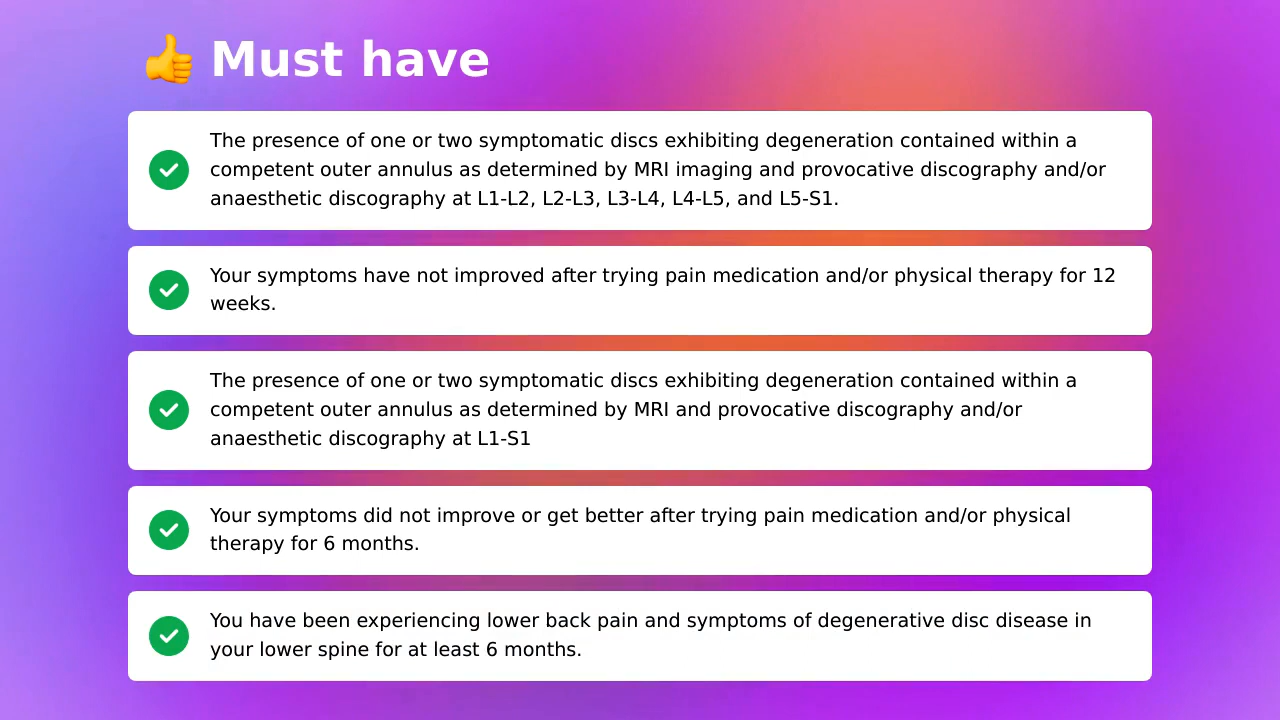 👍 Must have
The presence of one or two symptomatic discs exhibiting degeneration contained within a
competent outer annulus as determined by MRI imaging and provocative discography and/or
anaesthetic discography at L1-L2, L2-L3, L3-L4, L4-L5, and L5-S1.
Your symptoms have not improved after trying pain medication and/or physical therapy for 12
weeks.
The presence of one or two symptomatic discs exhibiting degeneration contained within a
competent outer annulus as determined by MRI and provocative discography and/or
anaesthetic discography at L1-S1
Your symptoms did not improve or get better after trying pain medication and/or physical
therapy for 6 months.
You have been experiencing lower back pain and symptoms of degenerative disc disease in
your lower spine for at least 6 months.